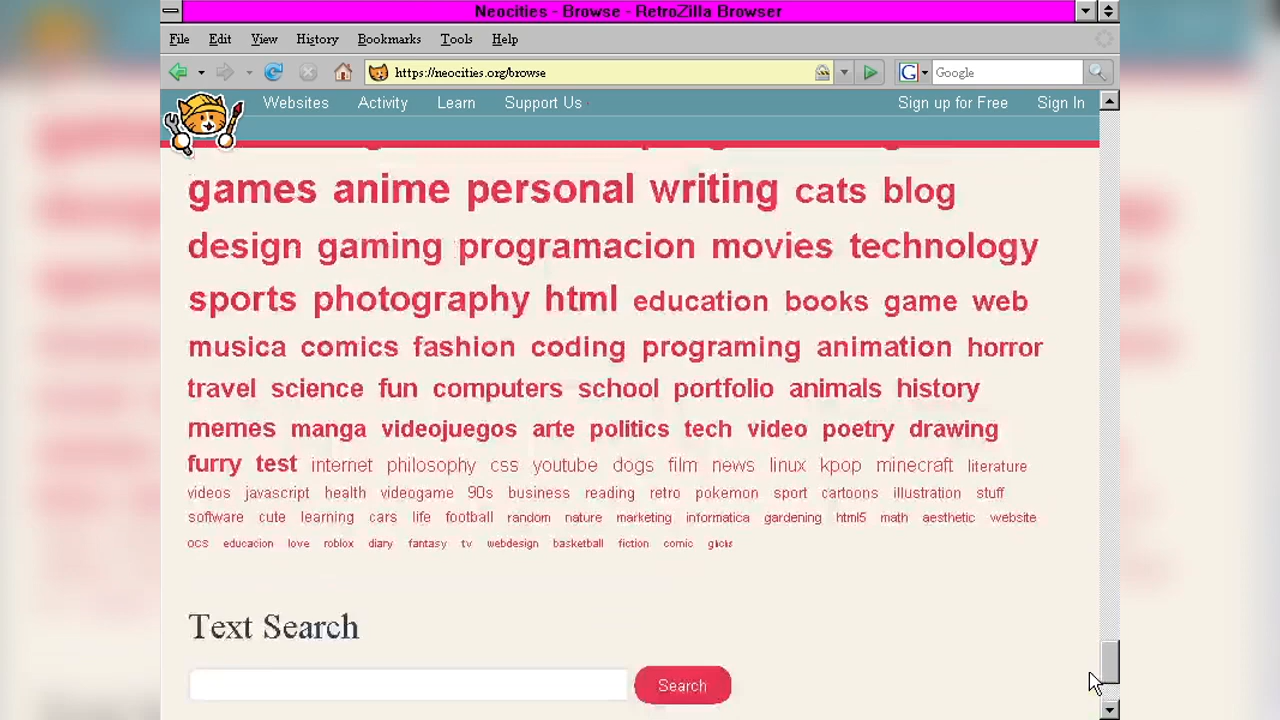 Neocities - Browse - RetroZilla Browser
File Edit View History Bookmarks Tools Help
https://neocities.org/browse G Google
Websites Activity Learn Support Us Sign up for Free Sign In
games anime personal writing cats blog
design gaming programacion movies technology
sports photography html education books game web
musica comics fashion coding programing animation horror
travel science fun computers school portfolio animals history
memes manga videojuegos arte politics tech video poetry drawing
furry test internet philosophy css youtube dogs film news linux kpop minecraft literature
videos javascript health videogame 90s business reading retro pokemon sport cartoons illustration stuff
software cute learning cars life football random nature marketing informatica gardening html5 math aesthetic website
ocs educacion love roblox diary fantasy tv webdesign basketball fiction comic
Text Search
Search